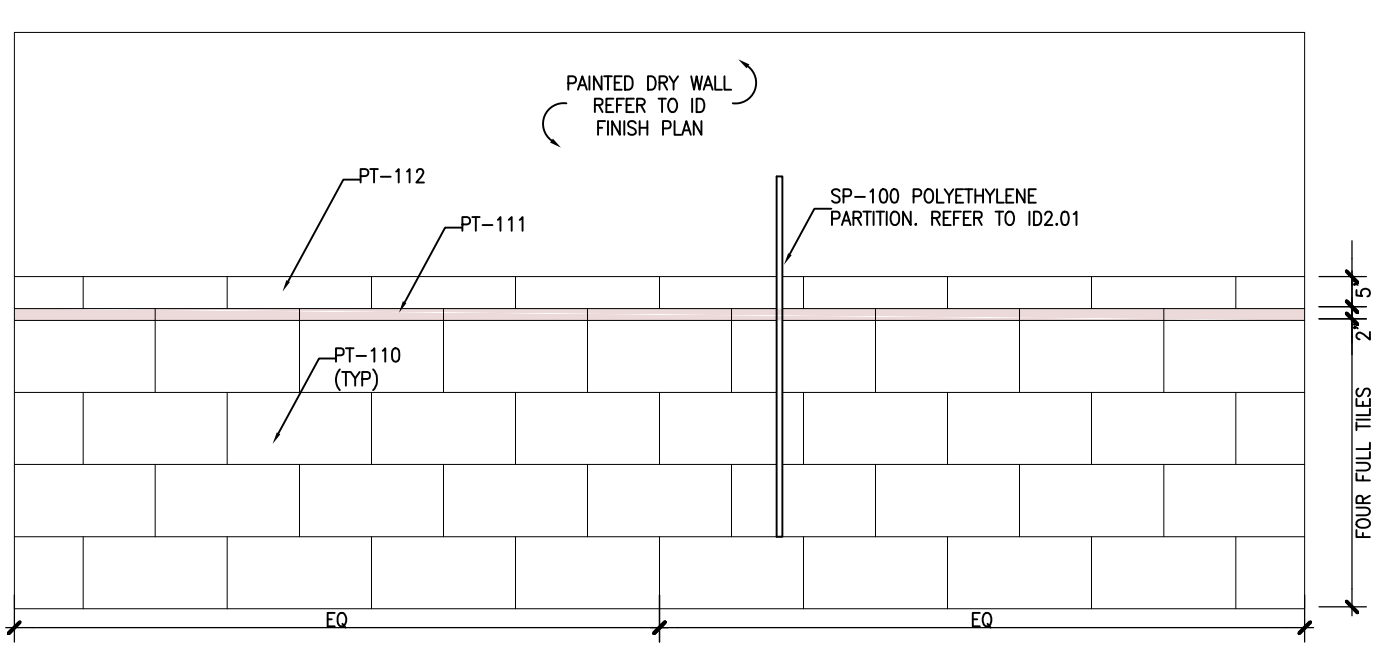 PAINTED DRY WALL
REFER TO ID
FINISH PLAN
PT-112
PT-111
SP-100 POLYETHYLENE
PARTITION. REFER TO ID2.01
5"
2"
PT-110
(TYP)
FOUR FULL TILES
EQ
EQ